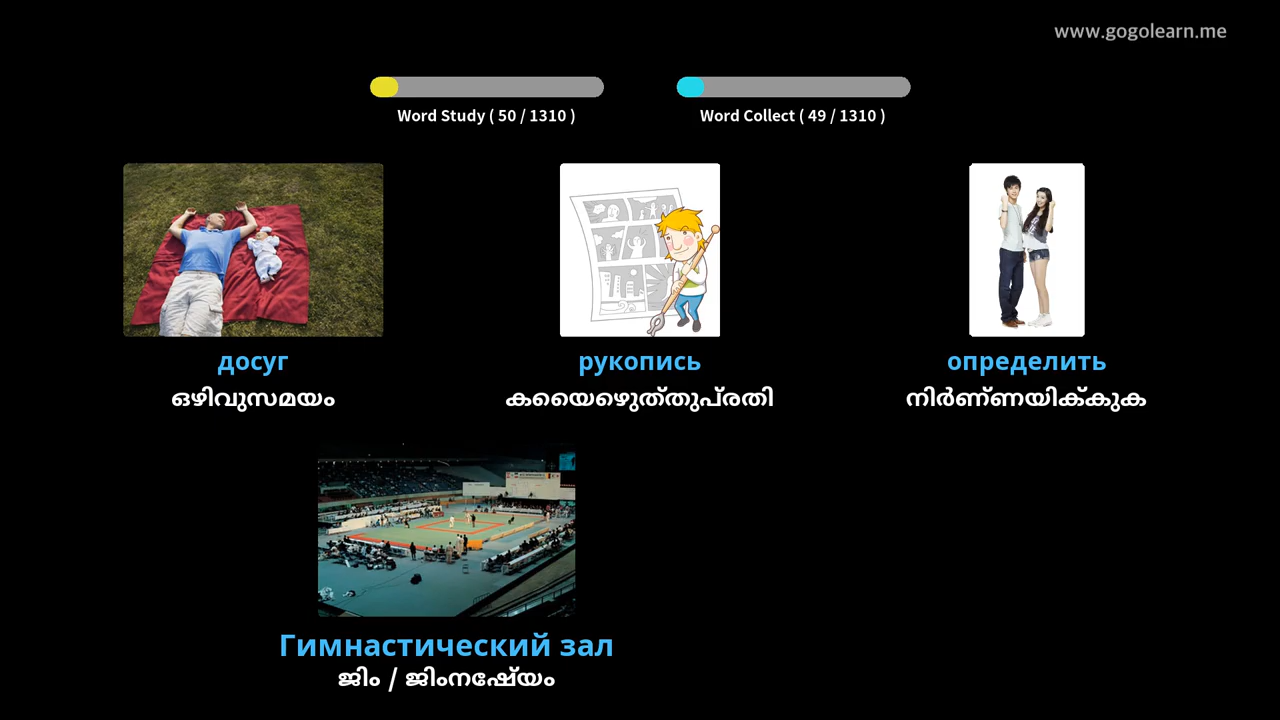 www.gogolearn.me
Word Study ( 50 / 1310 )
Word Collect ( 49 / 1310 )
досуг
рукопись
определить
ഒഴിവുസമയം
കയ്യെഴുത്തുപ്രതി
നിർണ്ണയിക്കുക
Гимнастический зал
ജിം / ജിംനേഷ്യം